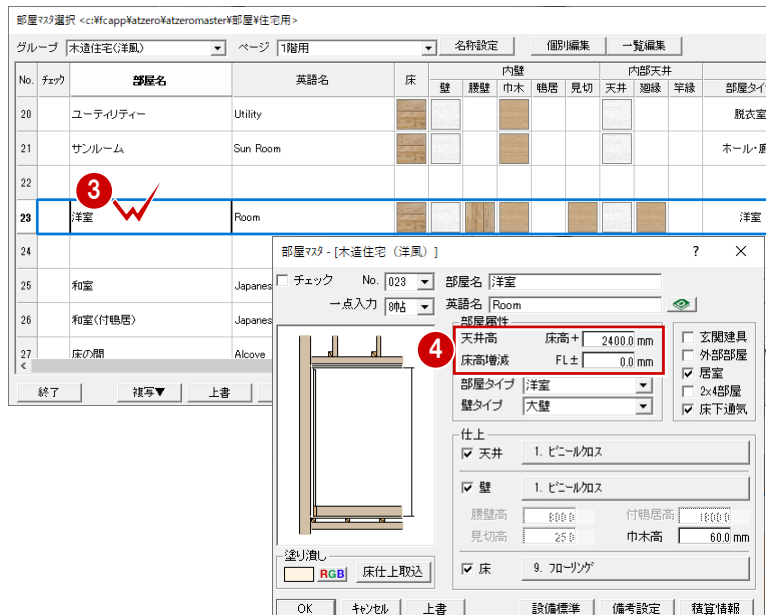 部屋ﾏｽﾀ選択 <c:¥fcapp¥atzero¥atzeromaster¥部屋¥住宅用>
グループ 木造住宅(洋風) ページ 1階用 名称設定 個別編集 一覧編集
No. ﾁｪｯｸ 部屋名 英語名 床 内壁 内部天井
壁 腰壁 巾木 鴨居 見切 天井 廻縁 竿縁 部屋タイ
20 ユーティリティー Utility 脱衣室
21 サンルーム Sun Room ホール・廊
22
3
23 洋室 Room 洋室
24
25 和室 Japanes
26 和室(付鴨居) Japanes
27 床の間 Alcove
終了 複写▼ 上書
部屋ﾏｽﾀ - [木造住宅（洋風）] ? ×
チェック No. 023 部屋名 洋室
一点入力 8帖 英語名 Room
部屋属性
4
天井高 床高+ 2400.0 mm
床高増減 FL± 0.0 mm
部屋タイプ 洋室
壁タイプ 大壁
玄関建具
外部部屋
居室
2x4部屋
床下通気
仕上
天井 1. ﾋﾞﾆｰﾙｸﾛｽ
壁 1. ﾋﾞﾆｰﾙｸﾛｽ
腰壁高 800.0 付鴨居高 1800.0
見切高 25.0 巾木高 60.0 mm
床 9. ﾌﾛｰﾘﾝｸﾞ
塗り潰し
RGB 床仕上取込
OK ｷｬﾝｾﾙ 上書 設備標準 備考設定 積算情報